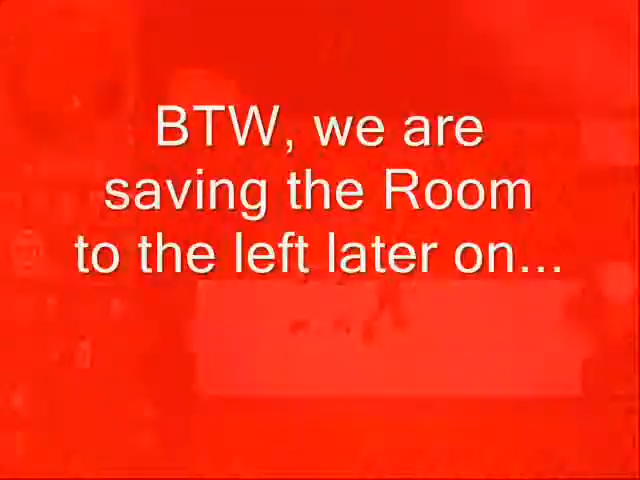 BTW, we are
saving the Room
to the left later on...